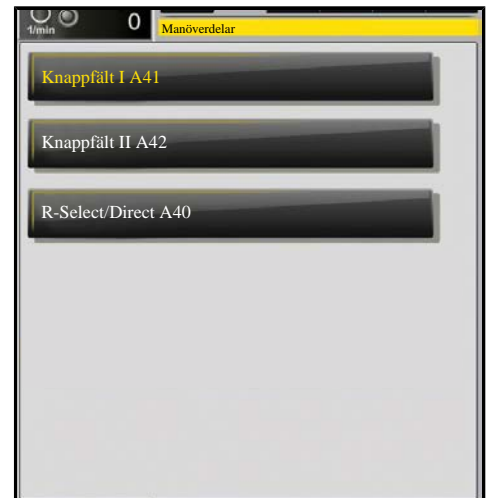 1/min 0 Manöverdelar
Knappfält I A41
Knappfält II A42
R-Select/Direct A40